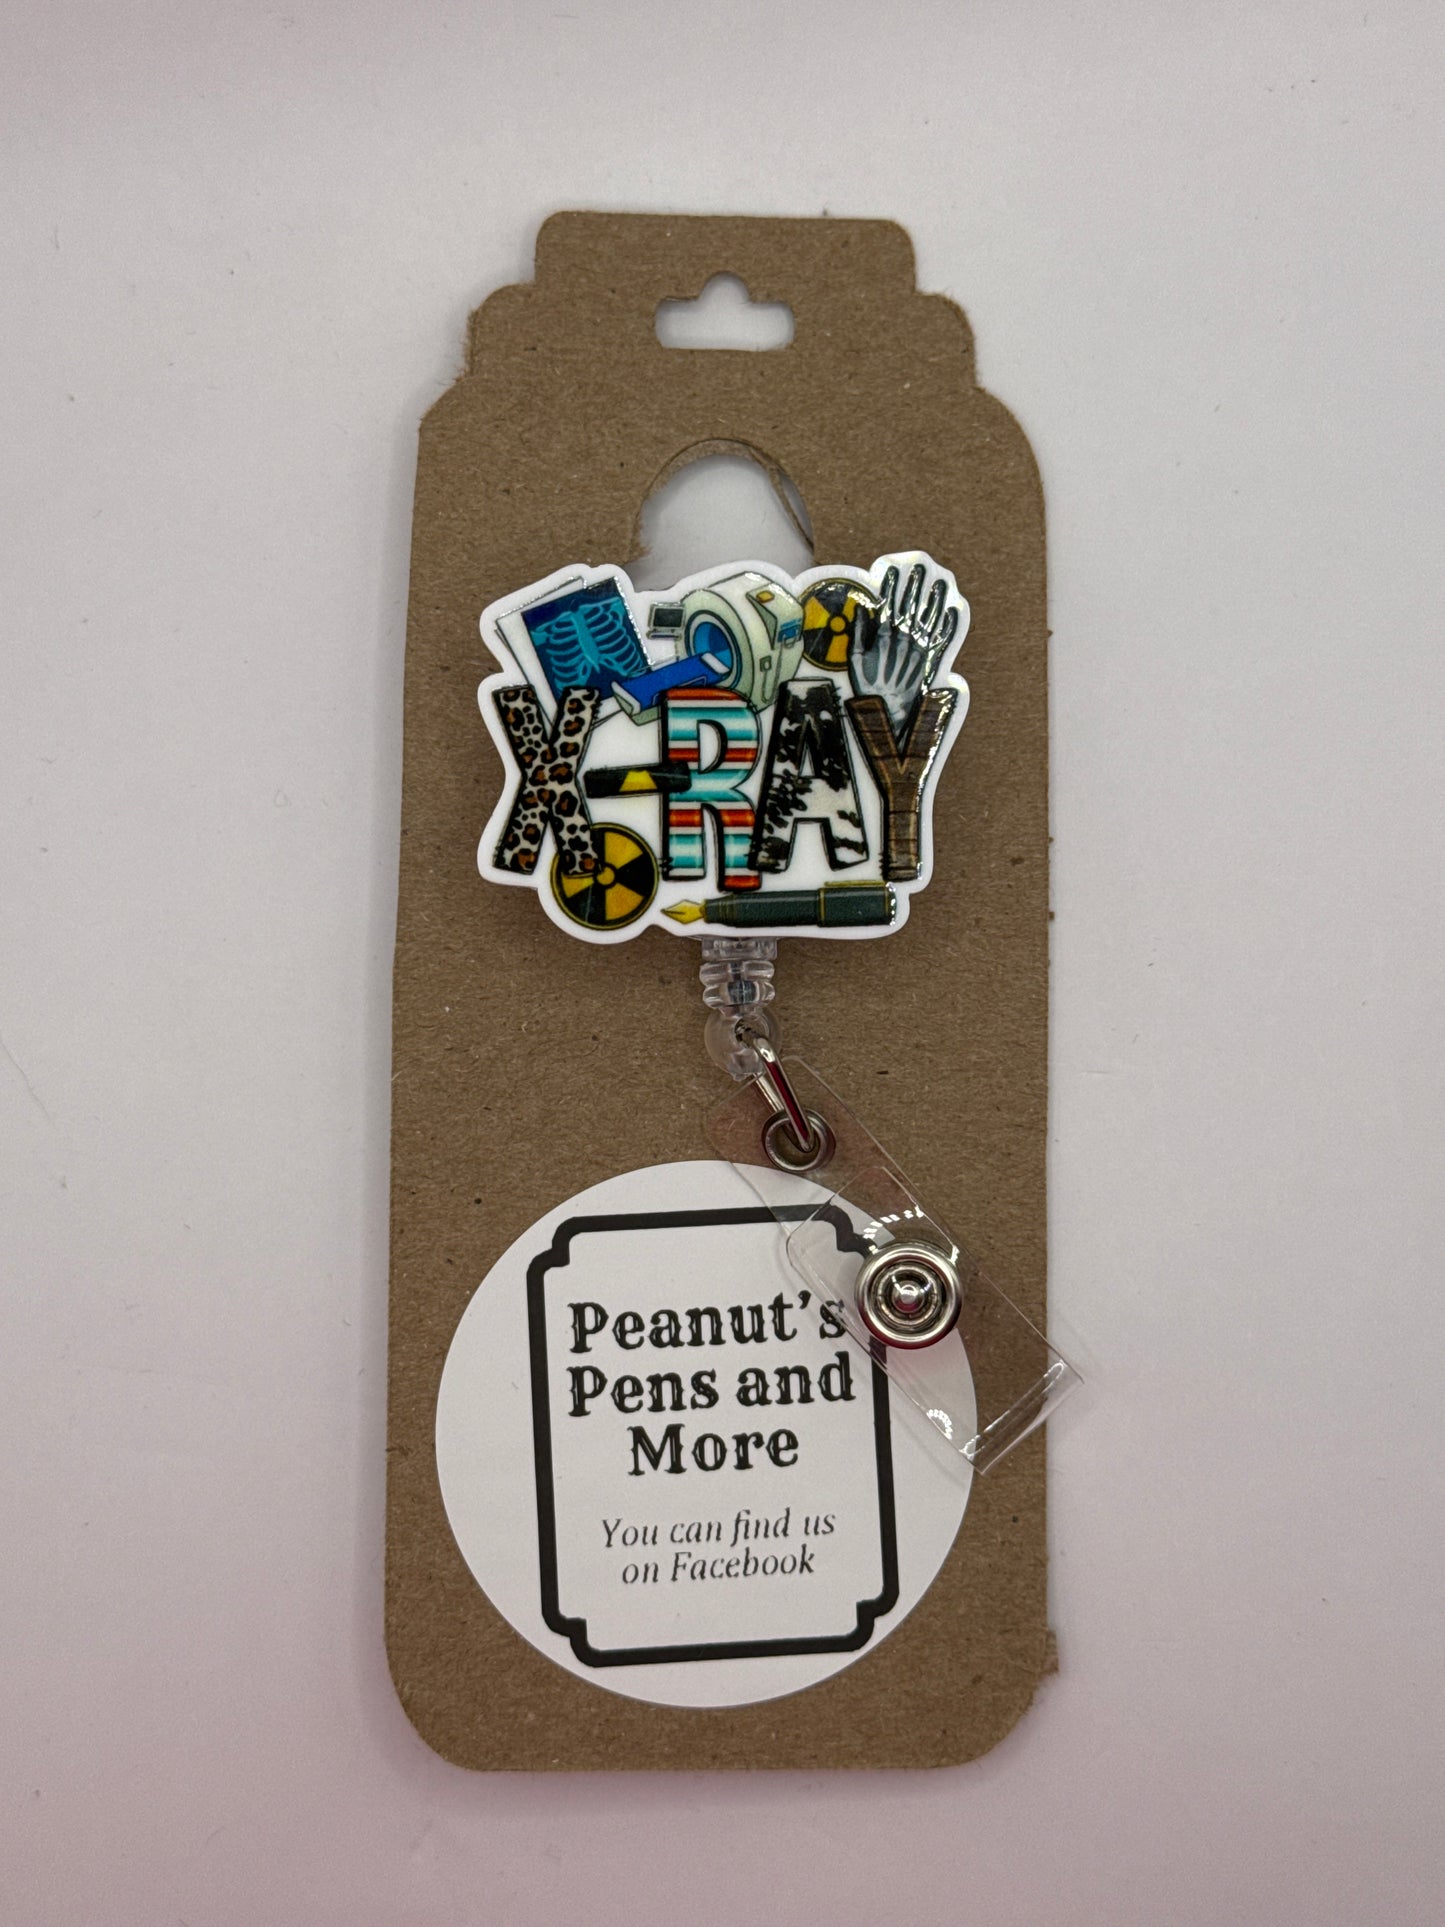 X-RAY
Peanut's
Pens and
More
You can find us
on Facebook